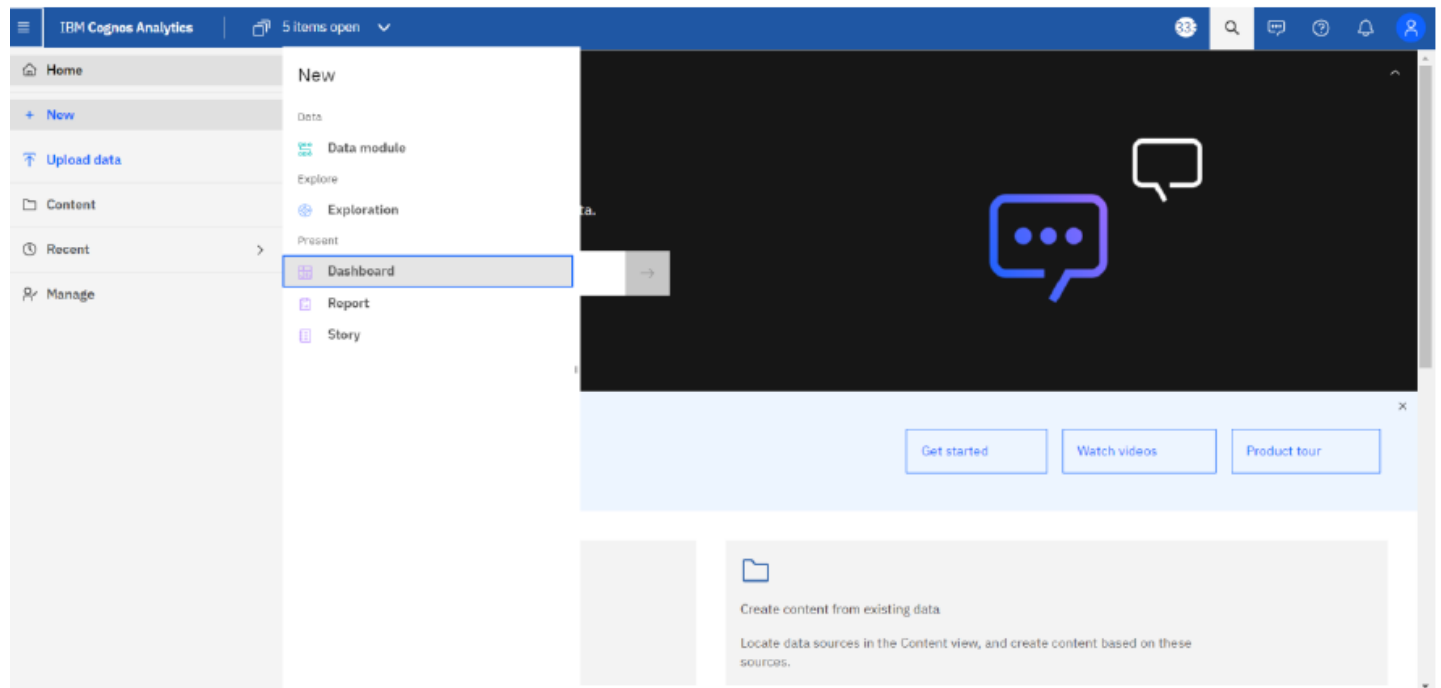 IBM Cognos Analytics
5 items open
Home
New
Upload data
Content
Recent
Manage
New
Data
Data module
Explore
Exploration
Present
Dashboard
Report
Story
ta.
Get started
Watch videos
Product tour
Create content from existing data
Locate data sources in the Content view, and create content based on these
sources.